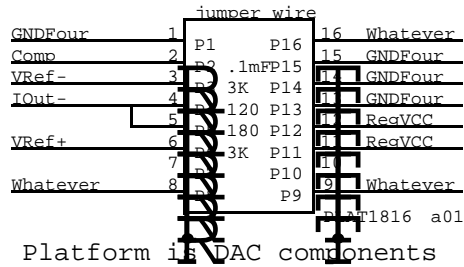 jumper wire
GNDFour 1 P1 P16 16 Whatever
Comp 2 P2 .1mF P15 15 GNDFour
VRef- 3 3K P14 14 GNDFour
IOut- 4 120 P13 13 GNDFour
5 180 P12 12 RegVCC
VRef+ 6 3K P11 11 RegVCC
7 P10 10
Whatever 8 P9 9 Whatever
PLAT1816 a01
Platform is DAC components